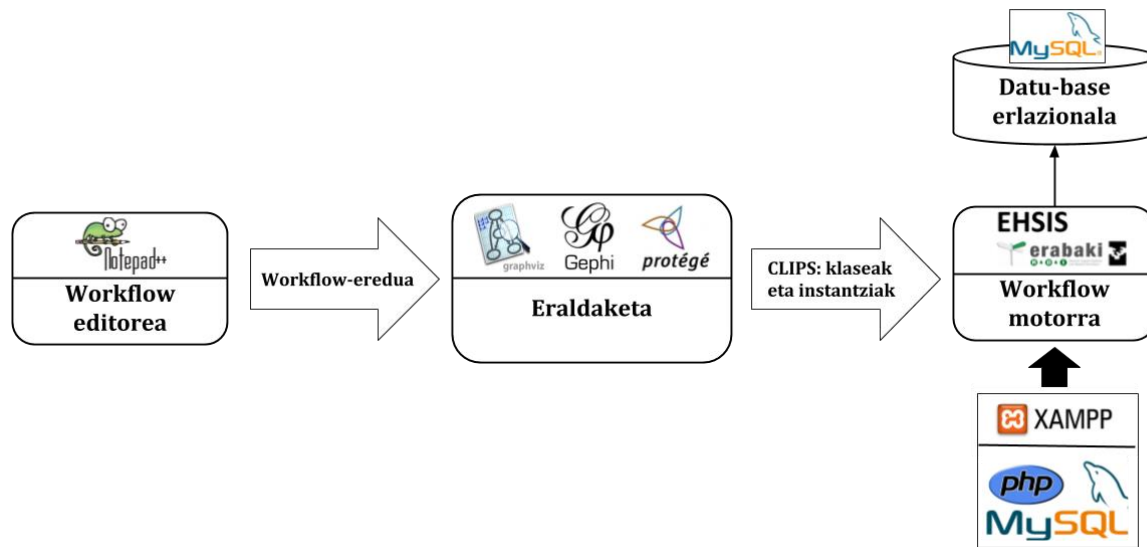 MySQL®
Datu-base
erlazionala
Notepad++
Workflow
editorea
Workflow-eredua
graphviz
Gephi
protégé
Eraldaketa
CLIPS: klaseak
eta instantziak
EHSIS
erabaki
Workflow
motorra
XAMPP
php
MySQL